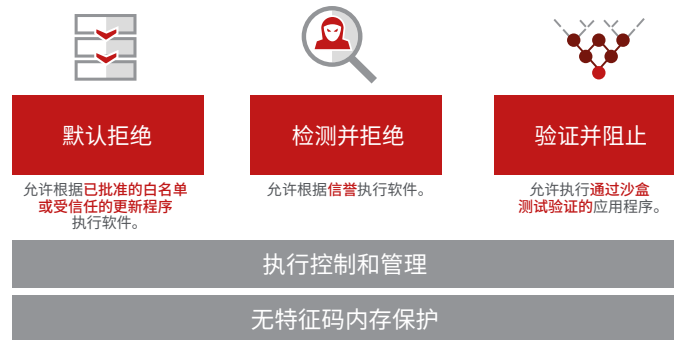 默认拒绝
检测并拒绝
验证并阻止
允许根据已批准的白名单
或受信任的更新程序
执行软件。
允许根据信誉执行软件。
允许执行通过沙盒
测试验证的应用程序。
执行控制和管理
无特征码内存保护